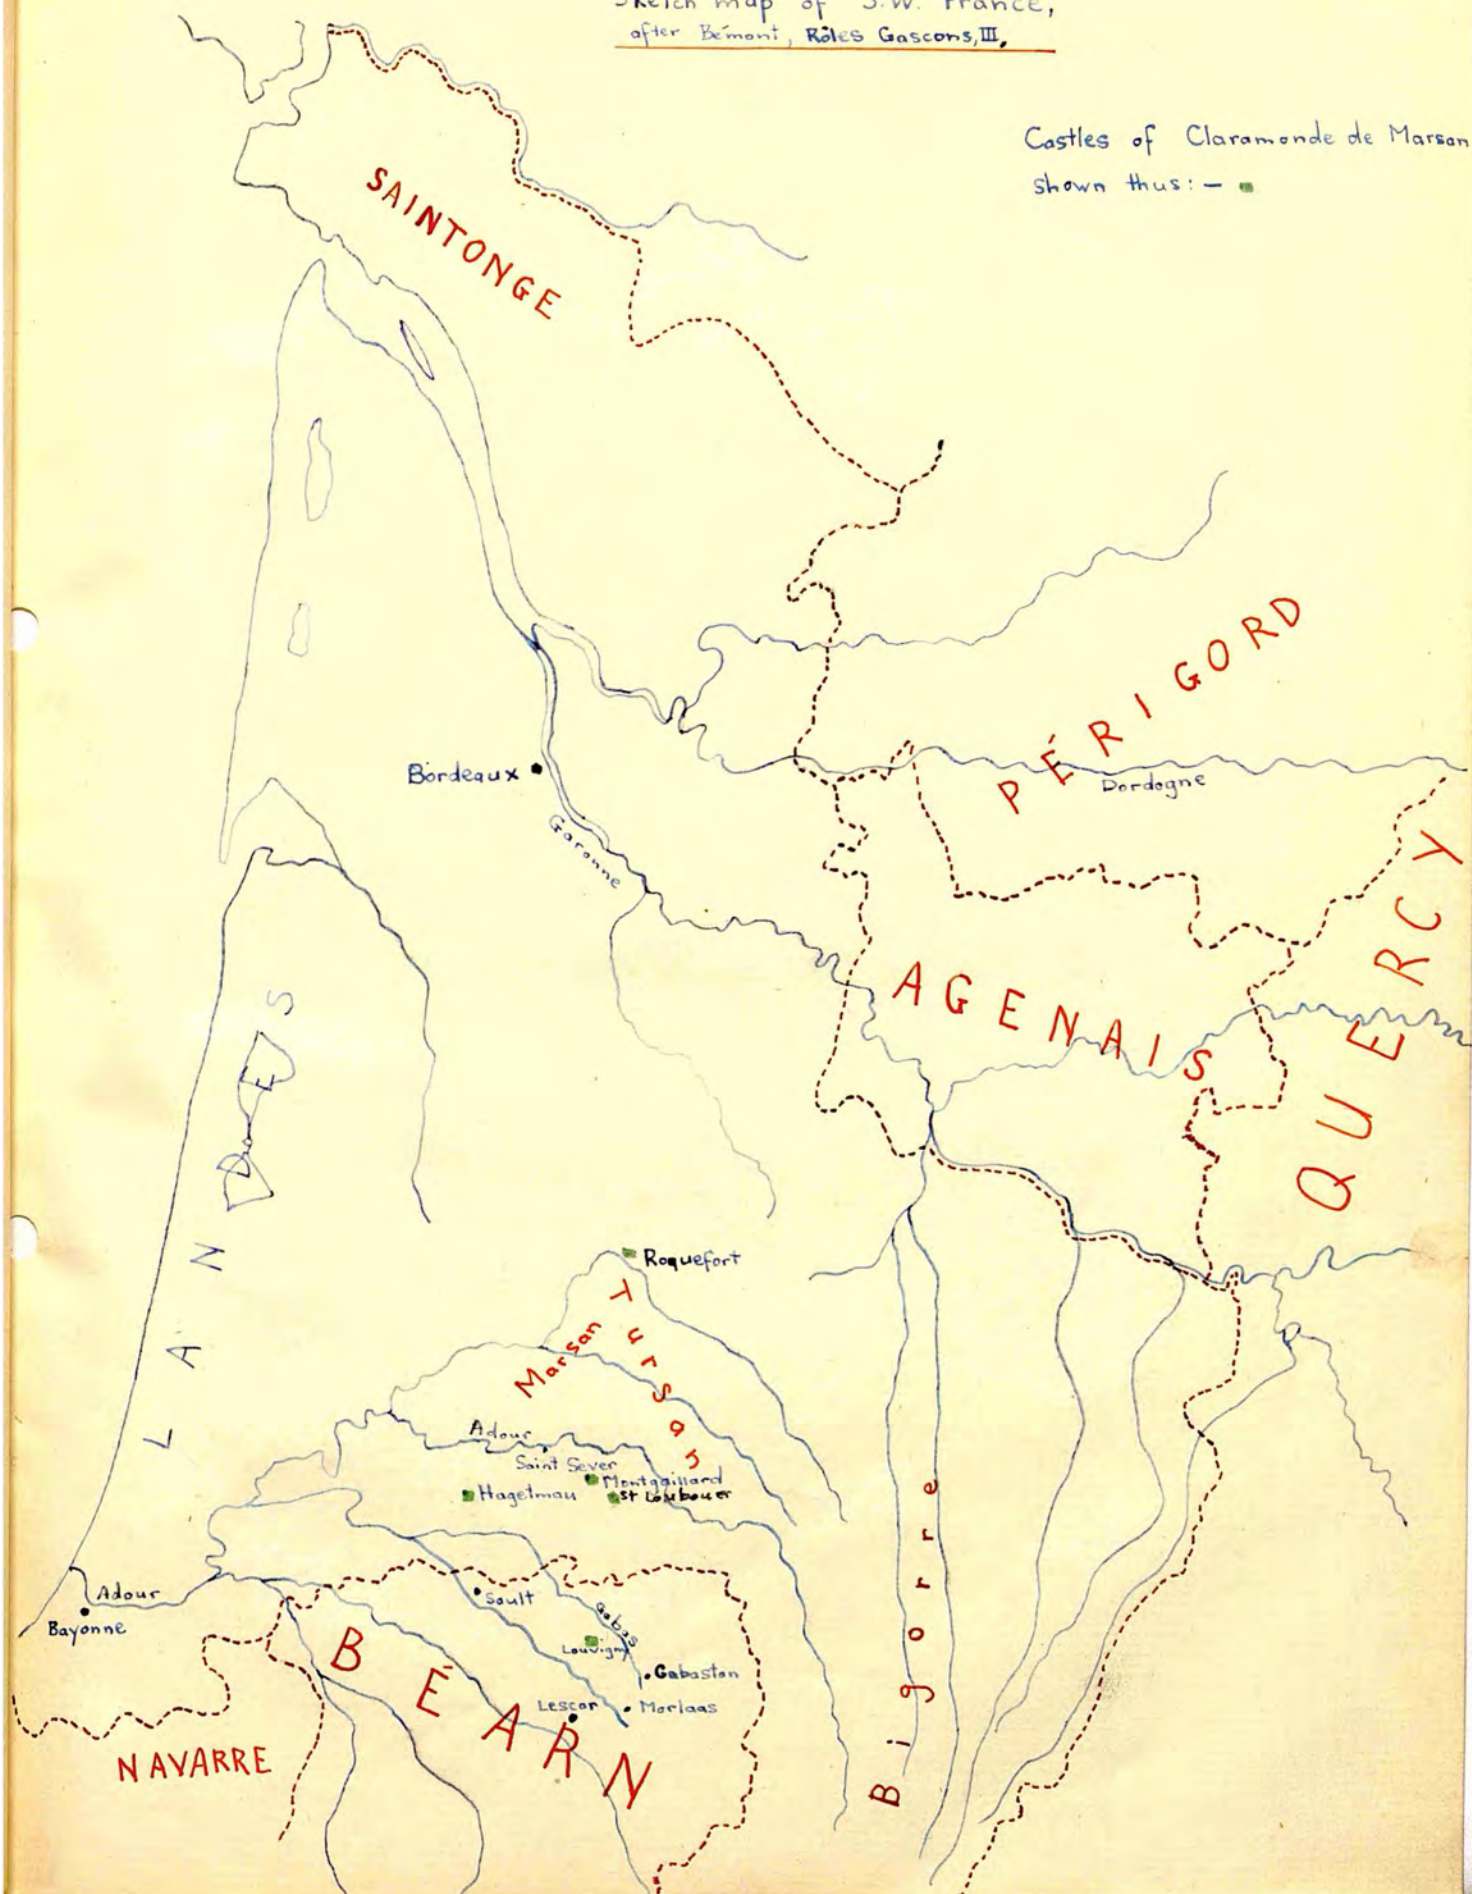 Sketch map of S.W. France,
after Bémont, Rôles Gascons, III.
Castles of Claramonde de Marsan
shown thus: –
SAINTONGE
PÉRIGORD
Dordogne
Bordeaux
Garonne
QUERCY
AGENAIS
LANDES
Roquefort
Tursan
Marsan
Adour
Saint Sever
Montgaillard
Hagetmau
St Loubouer
Bigorre
Adour
Bayonne
Sault
Gabas
Louvigny
Gabaston
Lescar
Morlaas
BÉARN
NAVARRE